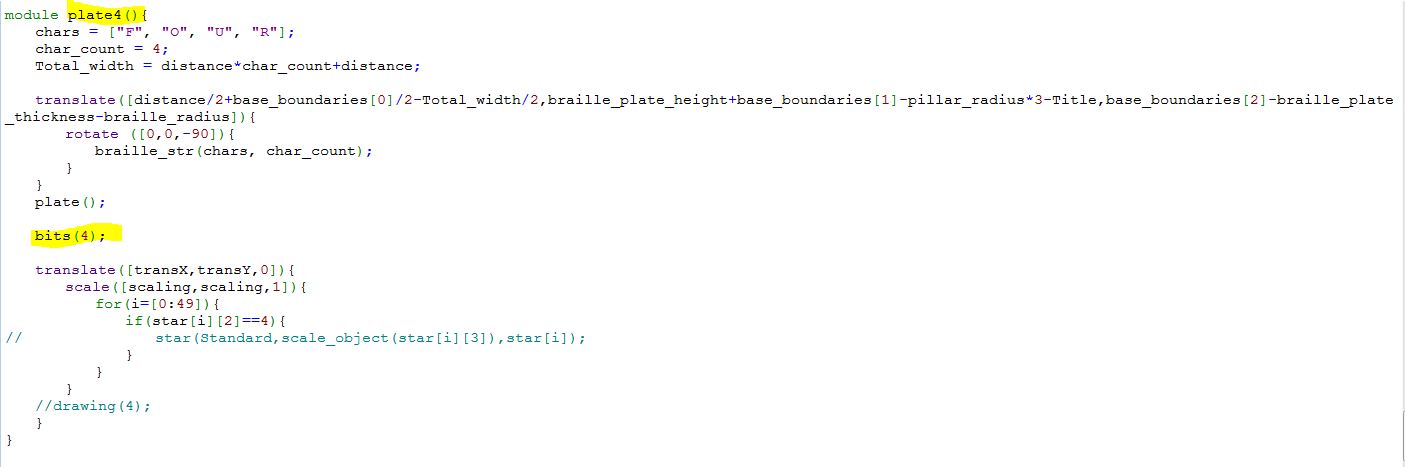 module plate4(){
chars = ["F", "O", "U", "R"];
char_count = 4;
Total_width = distance*char_count+distance;
translate([distance/2+base_boundaries[0]/2-Total_width/2,braille_plate_height+base_boundaries[1]-pillar_radius*3-Title,base_boundaries[2]-braille_plate
_thickness-braille_radius]){
rotate ([0,0,-90]){
braille_str(chars, char_count);
}
}
plate();
bits(4);
translate([transX,transY,0]){
scale([scaling,scaling,1]){
for(i=[0:49]){
if(star[i][2]==4){
// star(Standard,scale_object(star[i][3]),star[i]);
}
}
}
//drawing(4);
}
}